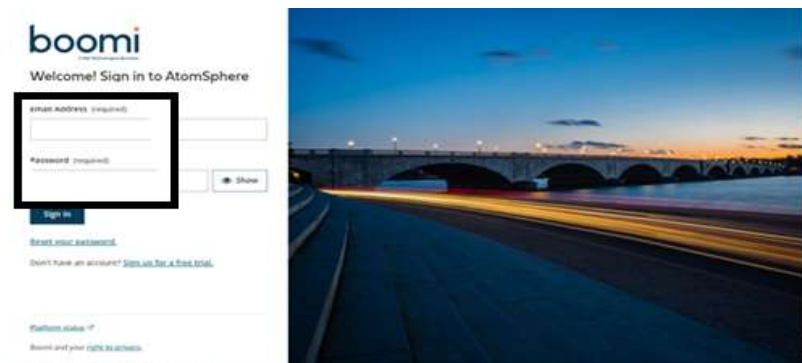 boomi
Welcome! Sign in to AtomSphere
Email Address (required)
Password (required)
Show
Sign In
Reset your password.
Don't have an account? Sign up for a free trial.
Platform status
Boomi and your right to privacy.